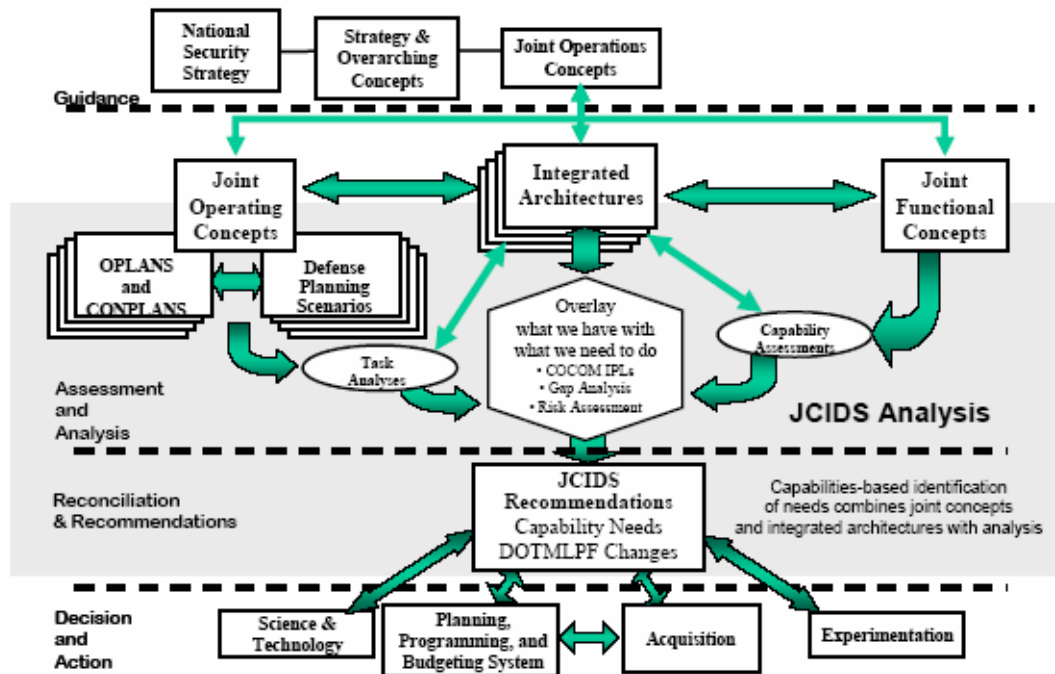 National
Security
Strategy
Strategy &
Overarching
Concepts
Joint Operations
Concepts
Guidance
Joint
Operating
Concepts
Integrated
Architectures
Joint
Functional
Concepts
OPLANS
and
CONPLANS
Defense
Planning
Scenarios
Overlay
what we have with
what we need to do
• COCOM IPLs
• Gap Analysis
• Risk Assessment
Task
Analyses
Capability
Assessments
Assessment
and
Analysis
JCIDS Analysis
Reconciliation
& Recommendations
JCIDS
Recommendations
Capability Needs
DOTMLPF Changes
Capabilities-based identification
of needs combines joint concepts
and integrated architectures with analysis
Decision
and
Action
Science &
Technology
Planning,
Programming, and
Budgeting System
Acquisition
Experimentation